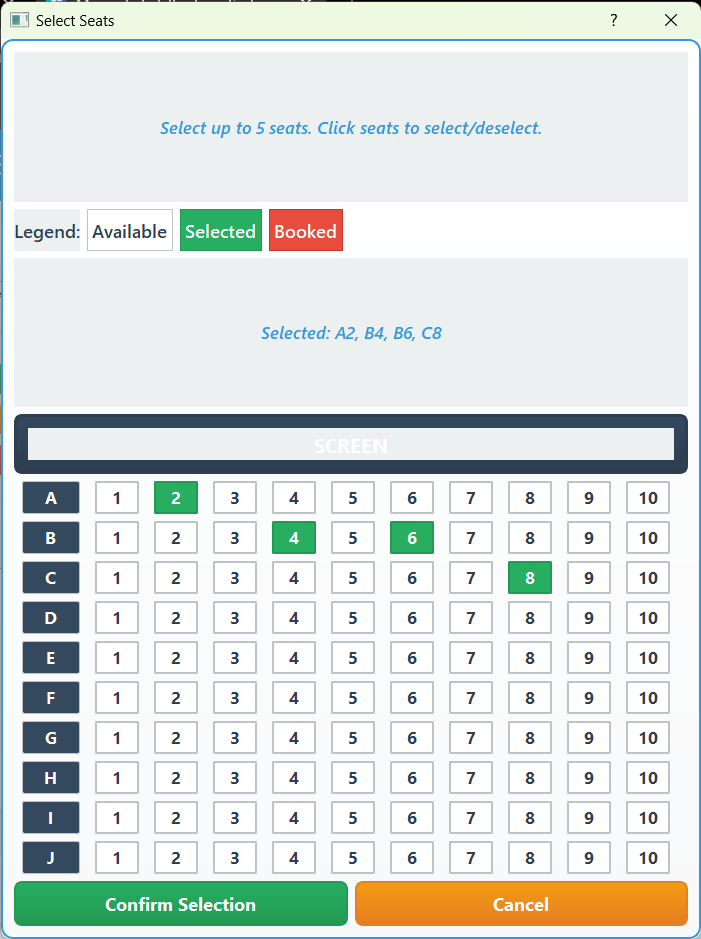 Select Seats ?
Select up to 5 seats. Click seats to select/deselect.
Legend: Available Selected Booked
Selected: A2, B4, B6, C8
SCREEN
A 1 2 3 4 5 6 7 8 9 10
B 1 2 3 4 5 6 7 8 9 10
C 1 2 3 4 5 6 7 8 9 10
D 1 2 3 4 5 6 7 8 9 10
E 1 2 3 4 5 6 7 8 9 10
F 1 2 3 4 5 6 7 8 9 10
G 1 2 3 4 5 6 7 8 9 10
H 1 2 3 4 5 6 7 8 9 10
I 1 2 3 4 5 6 7 8 9 10
J 1 2 3 4 5 6 7 8 9 10
Confirm Selection Cancel